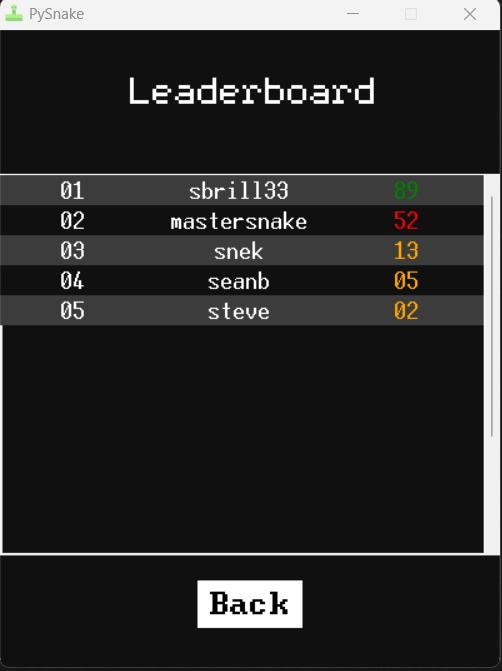 PySnake
Leaderboard
01 sbrill33 89
02 mastersnake 52
03 snek 13
04 seanb 05
05 steve 02
Back